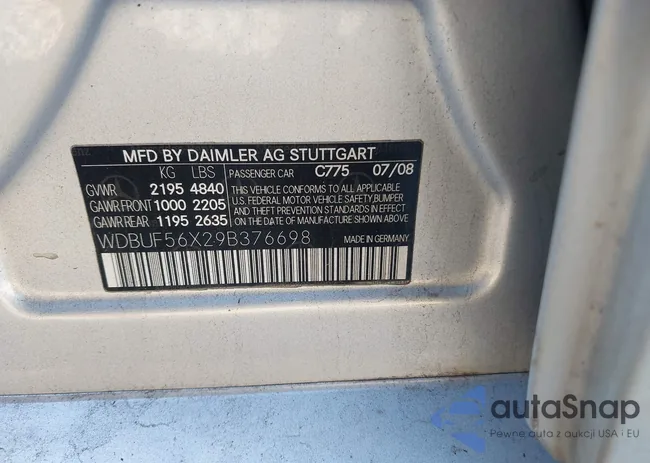 MFD BY DAIMLER AG STUTTGART
KG LBS PASSENGER CAR C775 07/08
GVWR 2195 4840 THIS VEHICLE CONFORMS TO ALL APPLICABLE
GAWR FRONT 1000 2205 U.S. FEDERAL MOTOR VEHICLE SAFETY, BUMPER
GAWR REAR 1195 2635 AND THEFT PREVENTION STANDARDS IN EFFECT
ON THE DATE OF MANUFACTURE SHOWN ABOVE
WDBUF56X29B376698 MADE IN GERMANY
autaSnap
Pewne auta z aukcji USA i EU